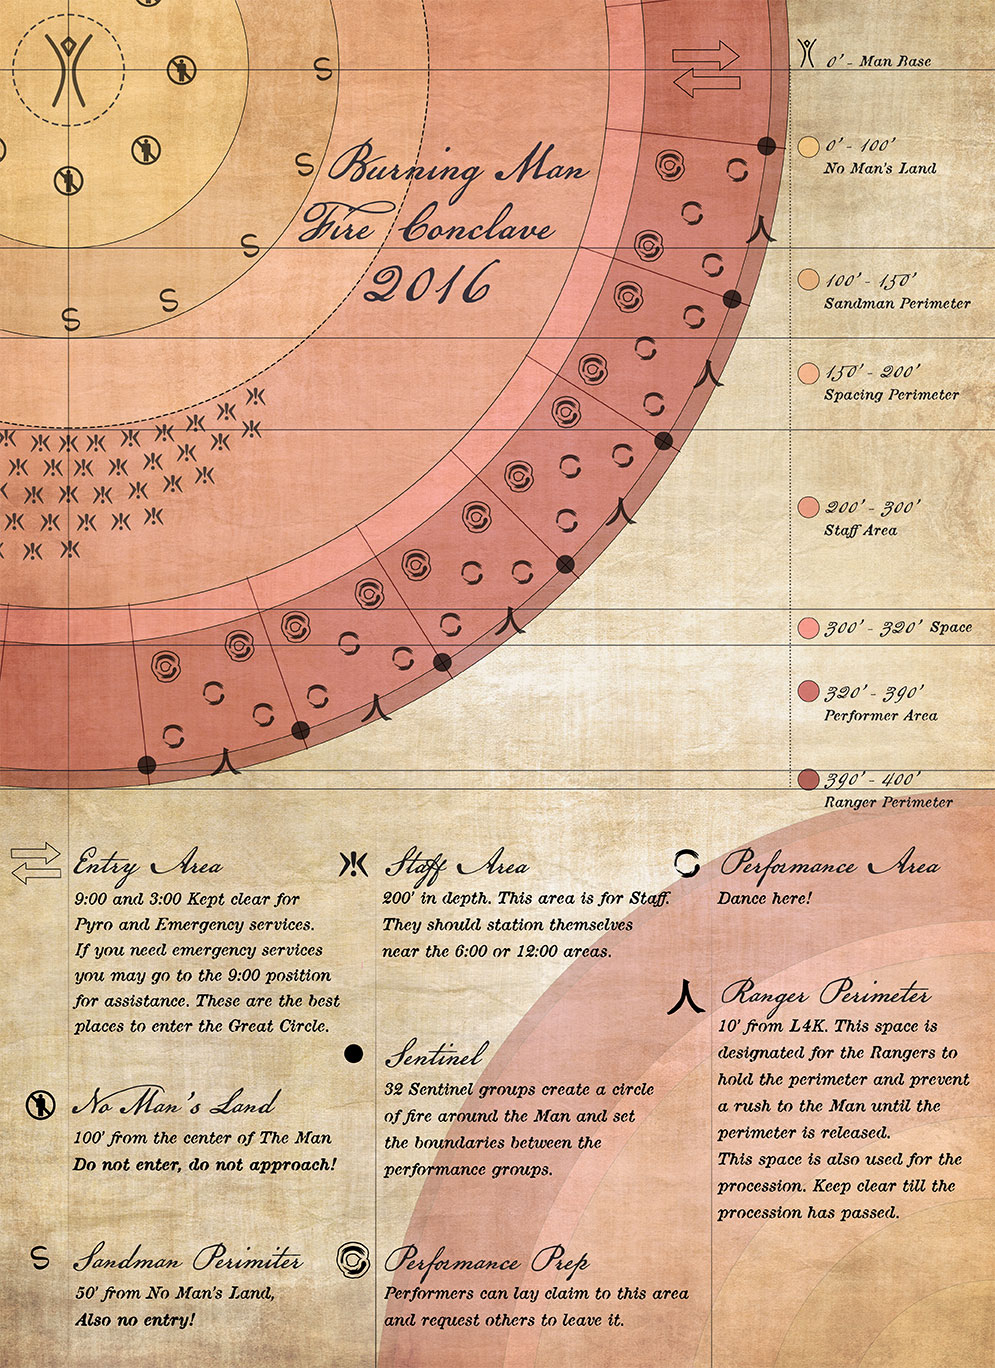 Burning Man
Fire Conclave
2016
0' - Man Base
0' - 100'
No Man's Land
100' - 150'
Sandman Perimeter
150' - 200'
Spacing Perimeter
200' - 300'
Staff Area
300' - 320' Space
320' - 390'
Performer Area
390' - 400'
Ranger Perimeter
S
S
S
S
S
Entry Area
9:00 and 3:00 Kept clear for
Pyro and Emergency services.
If you need emergency services
you may go to the 9:00 position
for assistance. These are the best
places to enter the Great Circle.
No Man's Land
100' from the center of The Man
Do not enter, do not approach!
S Sandman Perimiter
50' from No Man's Land,
Also no entry!
Staff Area
200' in depth. This area is for Staff.
They should station themselves
near the 6:00 or 12:00 areas.
Sentinel
32 Sentinel groups create a circle
of fire around the Man and set
the boundaries between the
performance groups.
Performance Prep
Performers can lay claim to this area
and request others to leave it.
Performance Area
Dance here!
Ranger Perimeter
10' from L4K. This space is
designated for the Rangers to
hold the perimeter and prevent
a rush to the Man until the
perimeter is released.
This space is also used for the
procession. Keep clear till the
procession has passed.